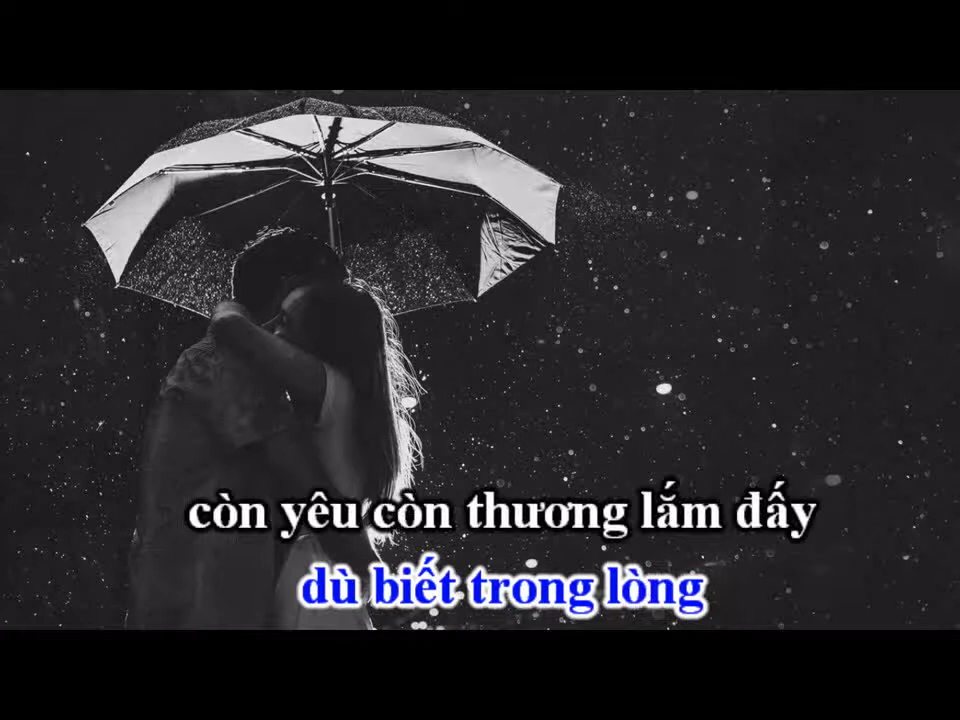 còn yêu còn thương lắm đấy
dù biết trong lòng